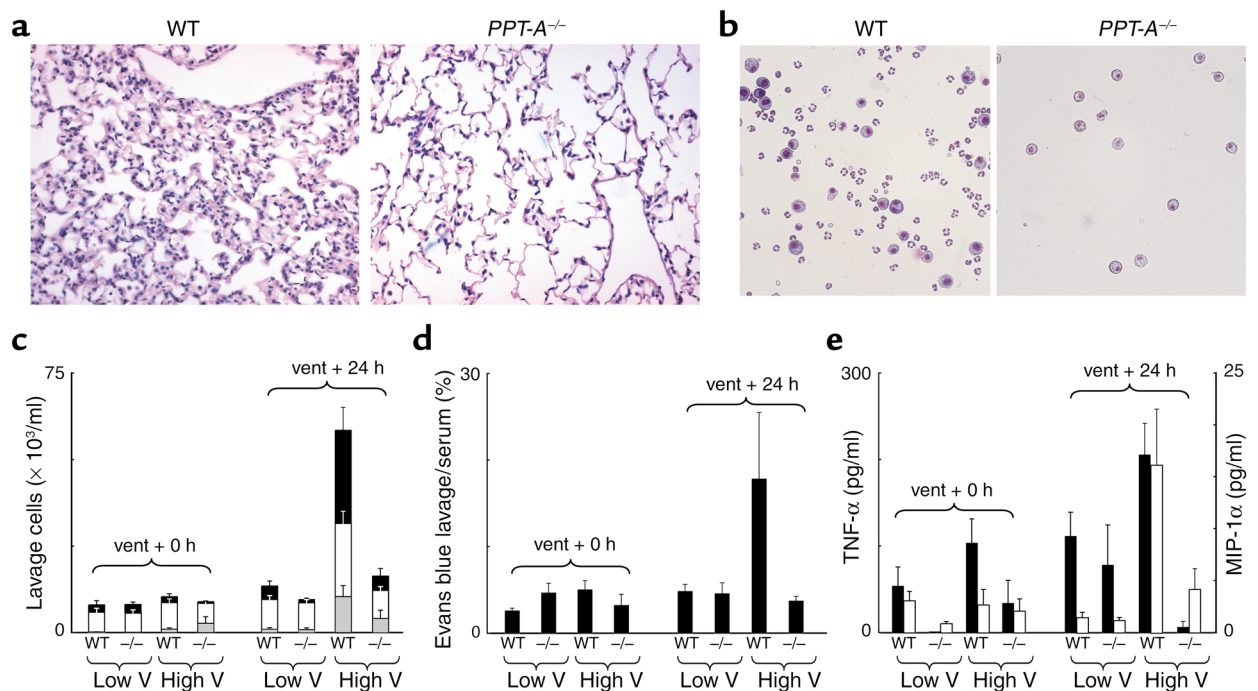 a
WT
PPT-A–/–
b
WT
PPT-A–/–
c
75
0
Lavage cells (× 10³/ml)
vent + 0 h
vent + 24 h
WT –/– WT –/– WT –/– WT –/–
Low V High V Low V High V
d
30
0
Evans blue lavage/serum (%)
vent + 0 h
vent + 24 h
WT –/– WT –/– WT –/– WT –/–
Low V High V Low V High V
e
300
0
TNF-α (pg/ml)
25
0
MIP-1α (pg/ml)
vent + 0 h
vent + 24 h
WT –/– WT –/– WT –/– WT –/–
Low V High V Low V High V